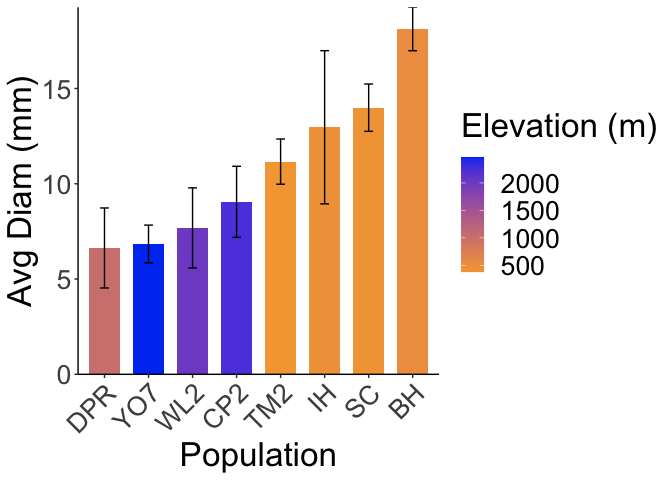 Avg Diam (mm)
15
10
5
0
DPR
YO7
WL2
CP2
TM2
IH
SC
BH
Population
Elevation (m)
2000
1500
1000
500